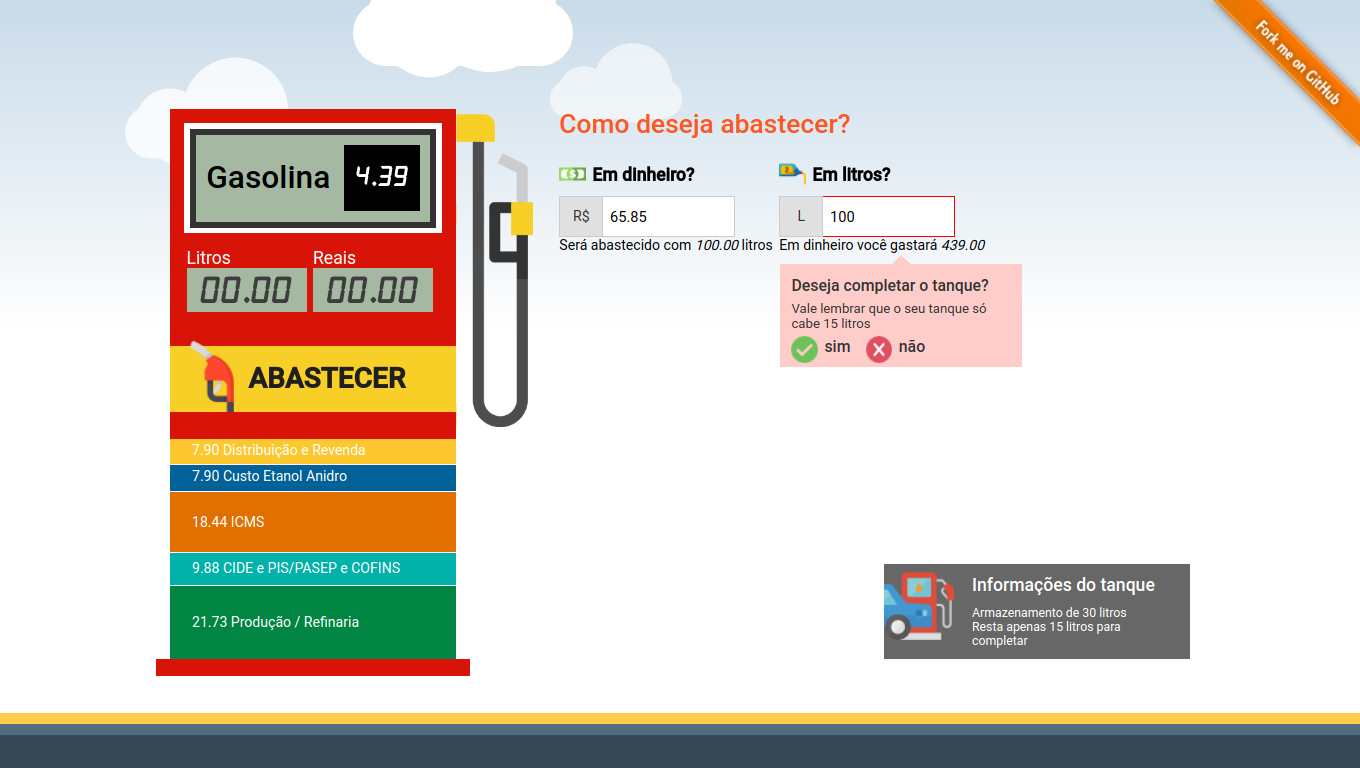 Fork me on GitHub
Gasolina 4.39
Litros Reais
00.00 00.00
ABASTECER
7.90 Distribuição e Revenda
7.90 Custo Etanol Anidro
18.44 ICMS
9.88 CIDE e PIS/PASEP e COFINS
21.73 Produção / Refinaria
Como deseja abastecer?
Em dinheiro?
R$ 65.85
Será abastecido com 100.00 litros
Em litros?
L 100
Em dinheiro você gastará 439.00
Deseja completar o tanque?
Vale lembrar que o seu tanque só
cabe 15 litros
sim não
Informações do tanque
Armazenamento de 30 litros
Resta apenas 15 litros para
completar